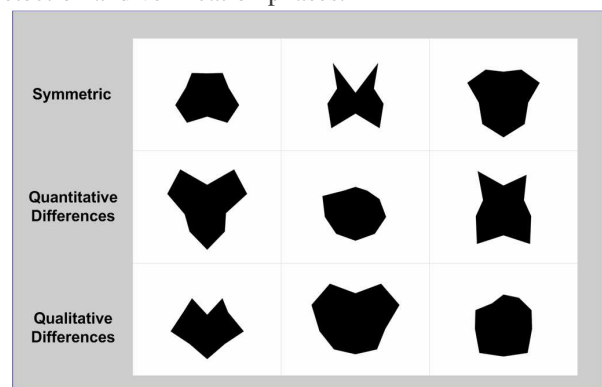 Symmetric
Quantitative
Differences
Qualitative
Differences